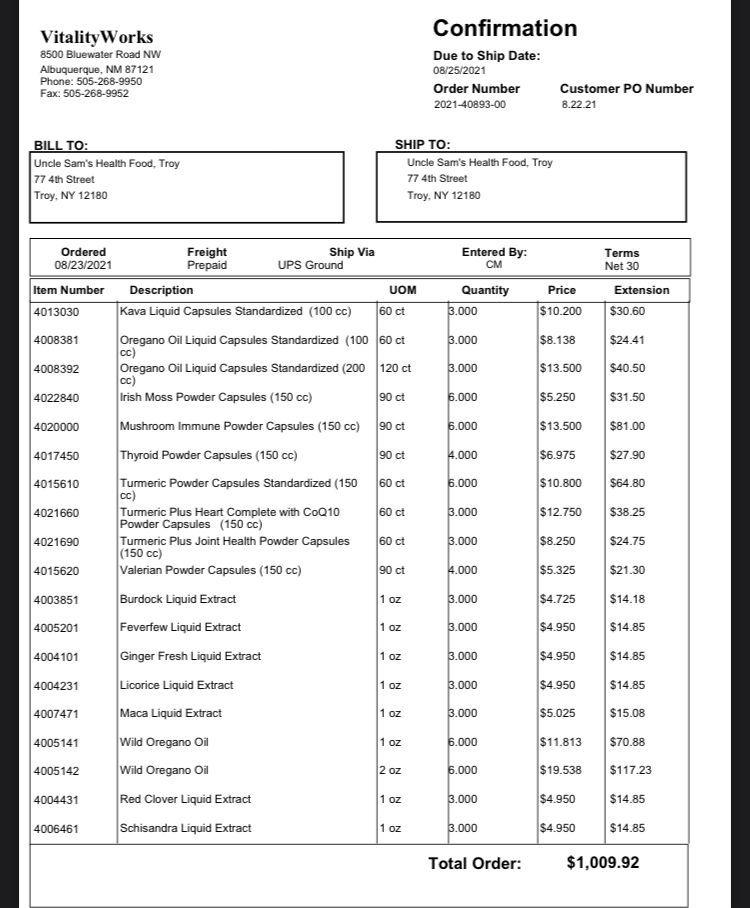 VitalityWorks
8500 Bluewater Road NW
Albuquerque, NM 87121
Phone: 505-268-9950
Fax: 505-268-9952
Confirmation
Due to Ship Date:
08/25/2021
Order Number Customer PO Number
2021-40893-00 8.22.21
BILL TO:
Uncle Sam's Health Food, Troy
77 4th Street
Troy, NY 12180
SHIP TO:
Uncle Sam's Health Food, Troy
77 4th Street
Troy, NY 12180
Ordered Freight Ship Via Entered By: Terms
08/23/2021 Prepaid UPS Ground CM Net 30
Item Number Description UOM Quantity Price Extension
4013030 Kava Liquid Capsules Standardized (100 cc) 60 ct 3.000 $10.200 $30.60
4008381 Oregano Oil Liquid Capsules Standardized (100 60 ct 3.000 $8.138 $24.41
cc)
4008392 Oregano Oil Liquid Capsules Standardized (200 120 ct 3.000 $13.500 $40.50
cc)
4022840 Irish Moss Powder Capsules (150 cc) 90 ct 6.000 $5.250 $31.50
4020000 Mushroom Immune Powder Capsules (150 cc) 90 ct 6.000 $13.500 $81.00
4017450 Thyroid Powder Capsules (150 cc) 90 ct 4.000 $6.975 $27.90
4015610 Turmeric Powder Capsules Standardized (150 60 ct 6.000 $10.800 $64.80
cc)
4021660 Turmeric Plus Heart Complete with CoQ10 60 ct 3.000 $12.750 $38.25
Powder Capsules (150 cc)
4021690 Turmeric Plus Joint Health Powder Capsules 60 ct 3.000 $8.250 $24.75
(150 cc)
4015620 Valerian Powder Capsules (150 cc) 90 ct 4.000 $5.325 $21.30
4003851 Burdock Liquid Extract 1 oz 3.000 $4.725 $14.18
4005201 Feverfew Liquid Extract 1 oz 3.000 $4.950 $14.85
4004101 Ginger Fresh Liquid Extract 1 oz 3.000 $4.950 $14.85
4004231 Licorice Liquid Extract 1 oz 3.000 $4.950 $14.85
4007471 Maca Liquid Extract 1 oz 3.000 $5.025 $15.08
4005141 Wild Oregano Oil 1 oz 6.000 $11.813 $70.88
4005142 Wild Oregano Oil 2 oz 6.000 $19.538 $117.23
4004431 Red Clover Liquid Extract 1 oz 3.000 $4.950 $14.85
4006461 Schisandra Liquid Extract 1 oz 3.000 $4.950 $14.85
Total Order: $1,009.92